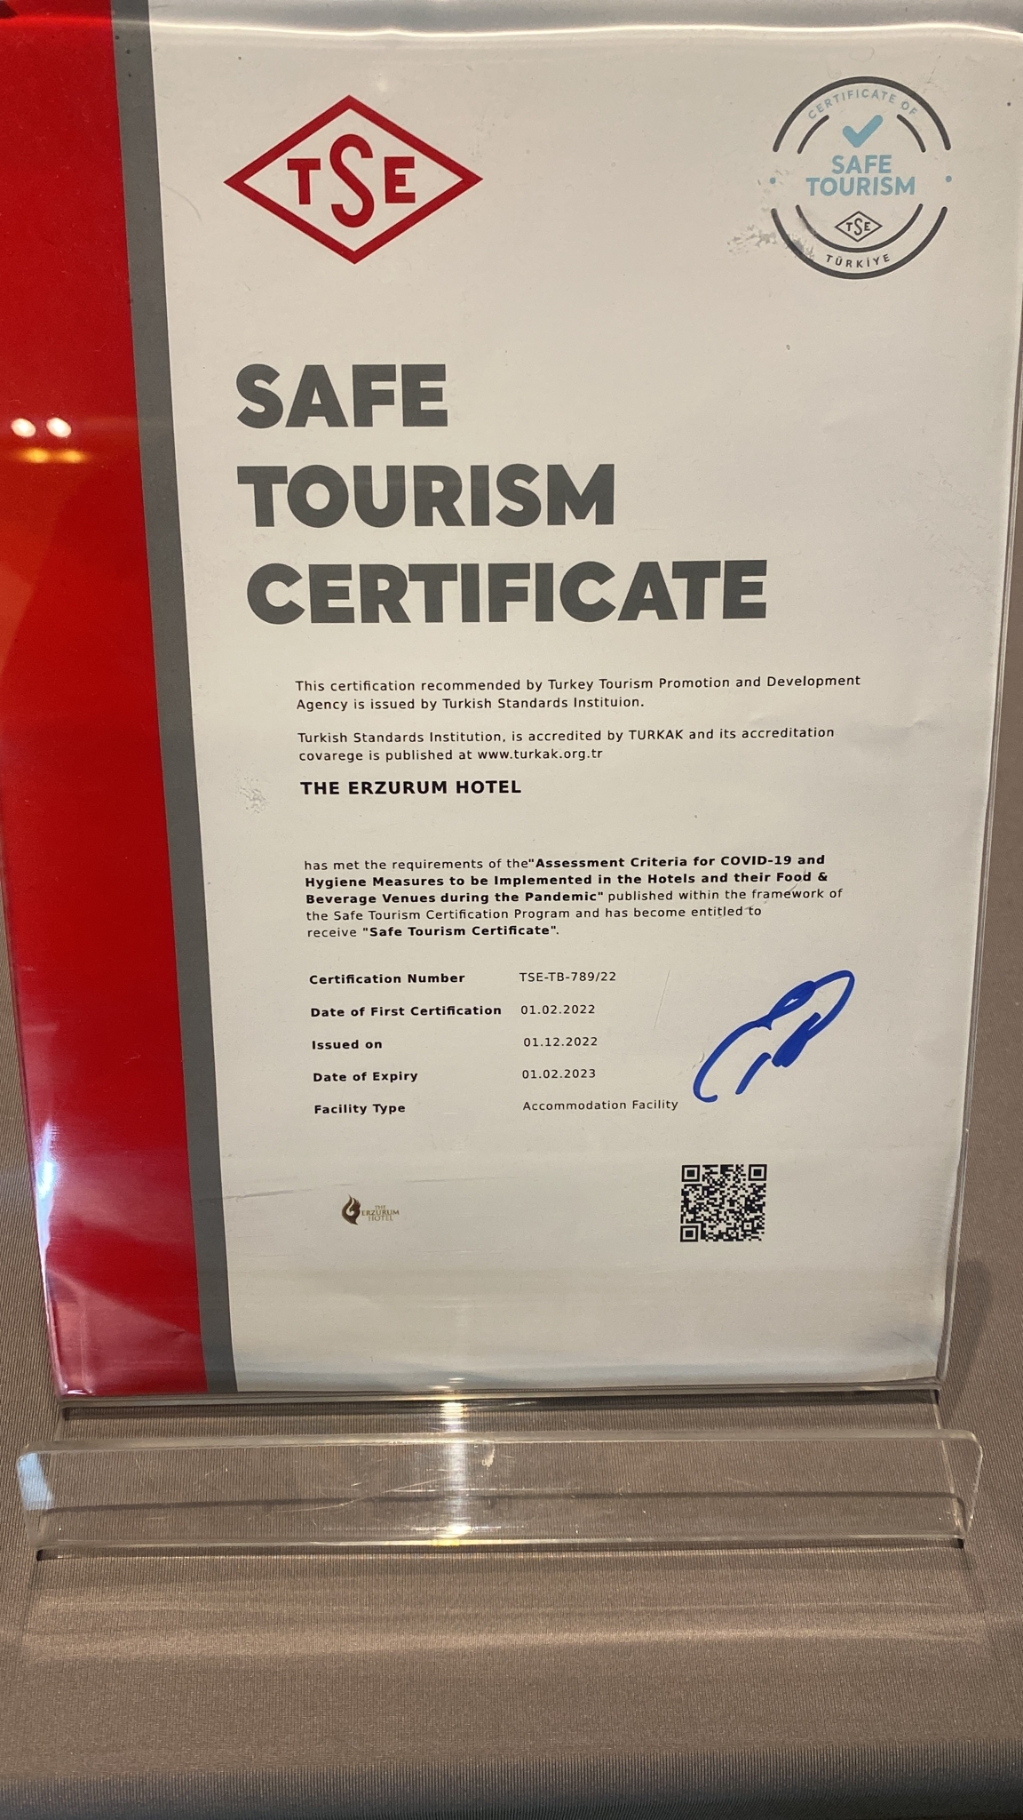 TSE
CERTIFICATE OF
SAFE
TOURISM
TSE
TÜRKİYE
SAFE
TOURISM
CERTIFICATE
This certification recommended by Turkey Tourism Promotion and Development
Agency is issued by Turkish Standards Instituion.
Turkish Standards Institution, is accredited by TURKAK and its accreditation
covarege is published at www.turkak.org.tr
THE ERZURUM HOTEL
has met the requirements of the"Assessment Criteria for COVID-19 and
Hygiene Measures to be Implemented in the Hotels and their Food &
Beverage Venues during the Pandemic" published within the framework of
the Safe Tourism Certification Program and has become entitled to
receive "Safe Tourism Certificate".
Certification Number TSE-TB-789/22
Date of First Certification 01.02.2022
Issued on 01.12.2022
Date of Expiry 01.02.2023
Facility Type Accommodation Facility
THE
ERZURUM
HOTEL